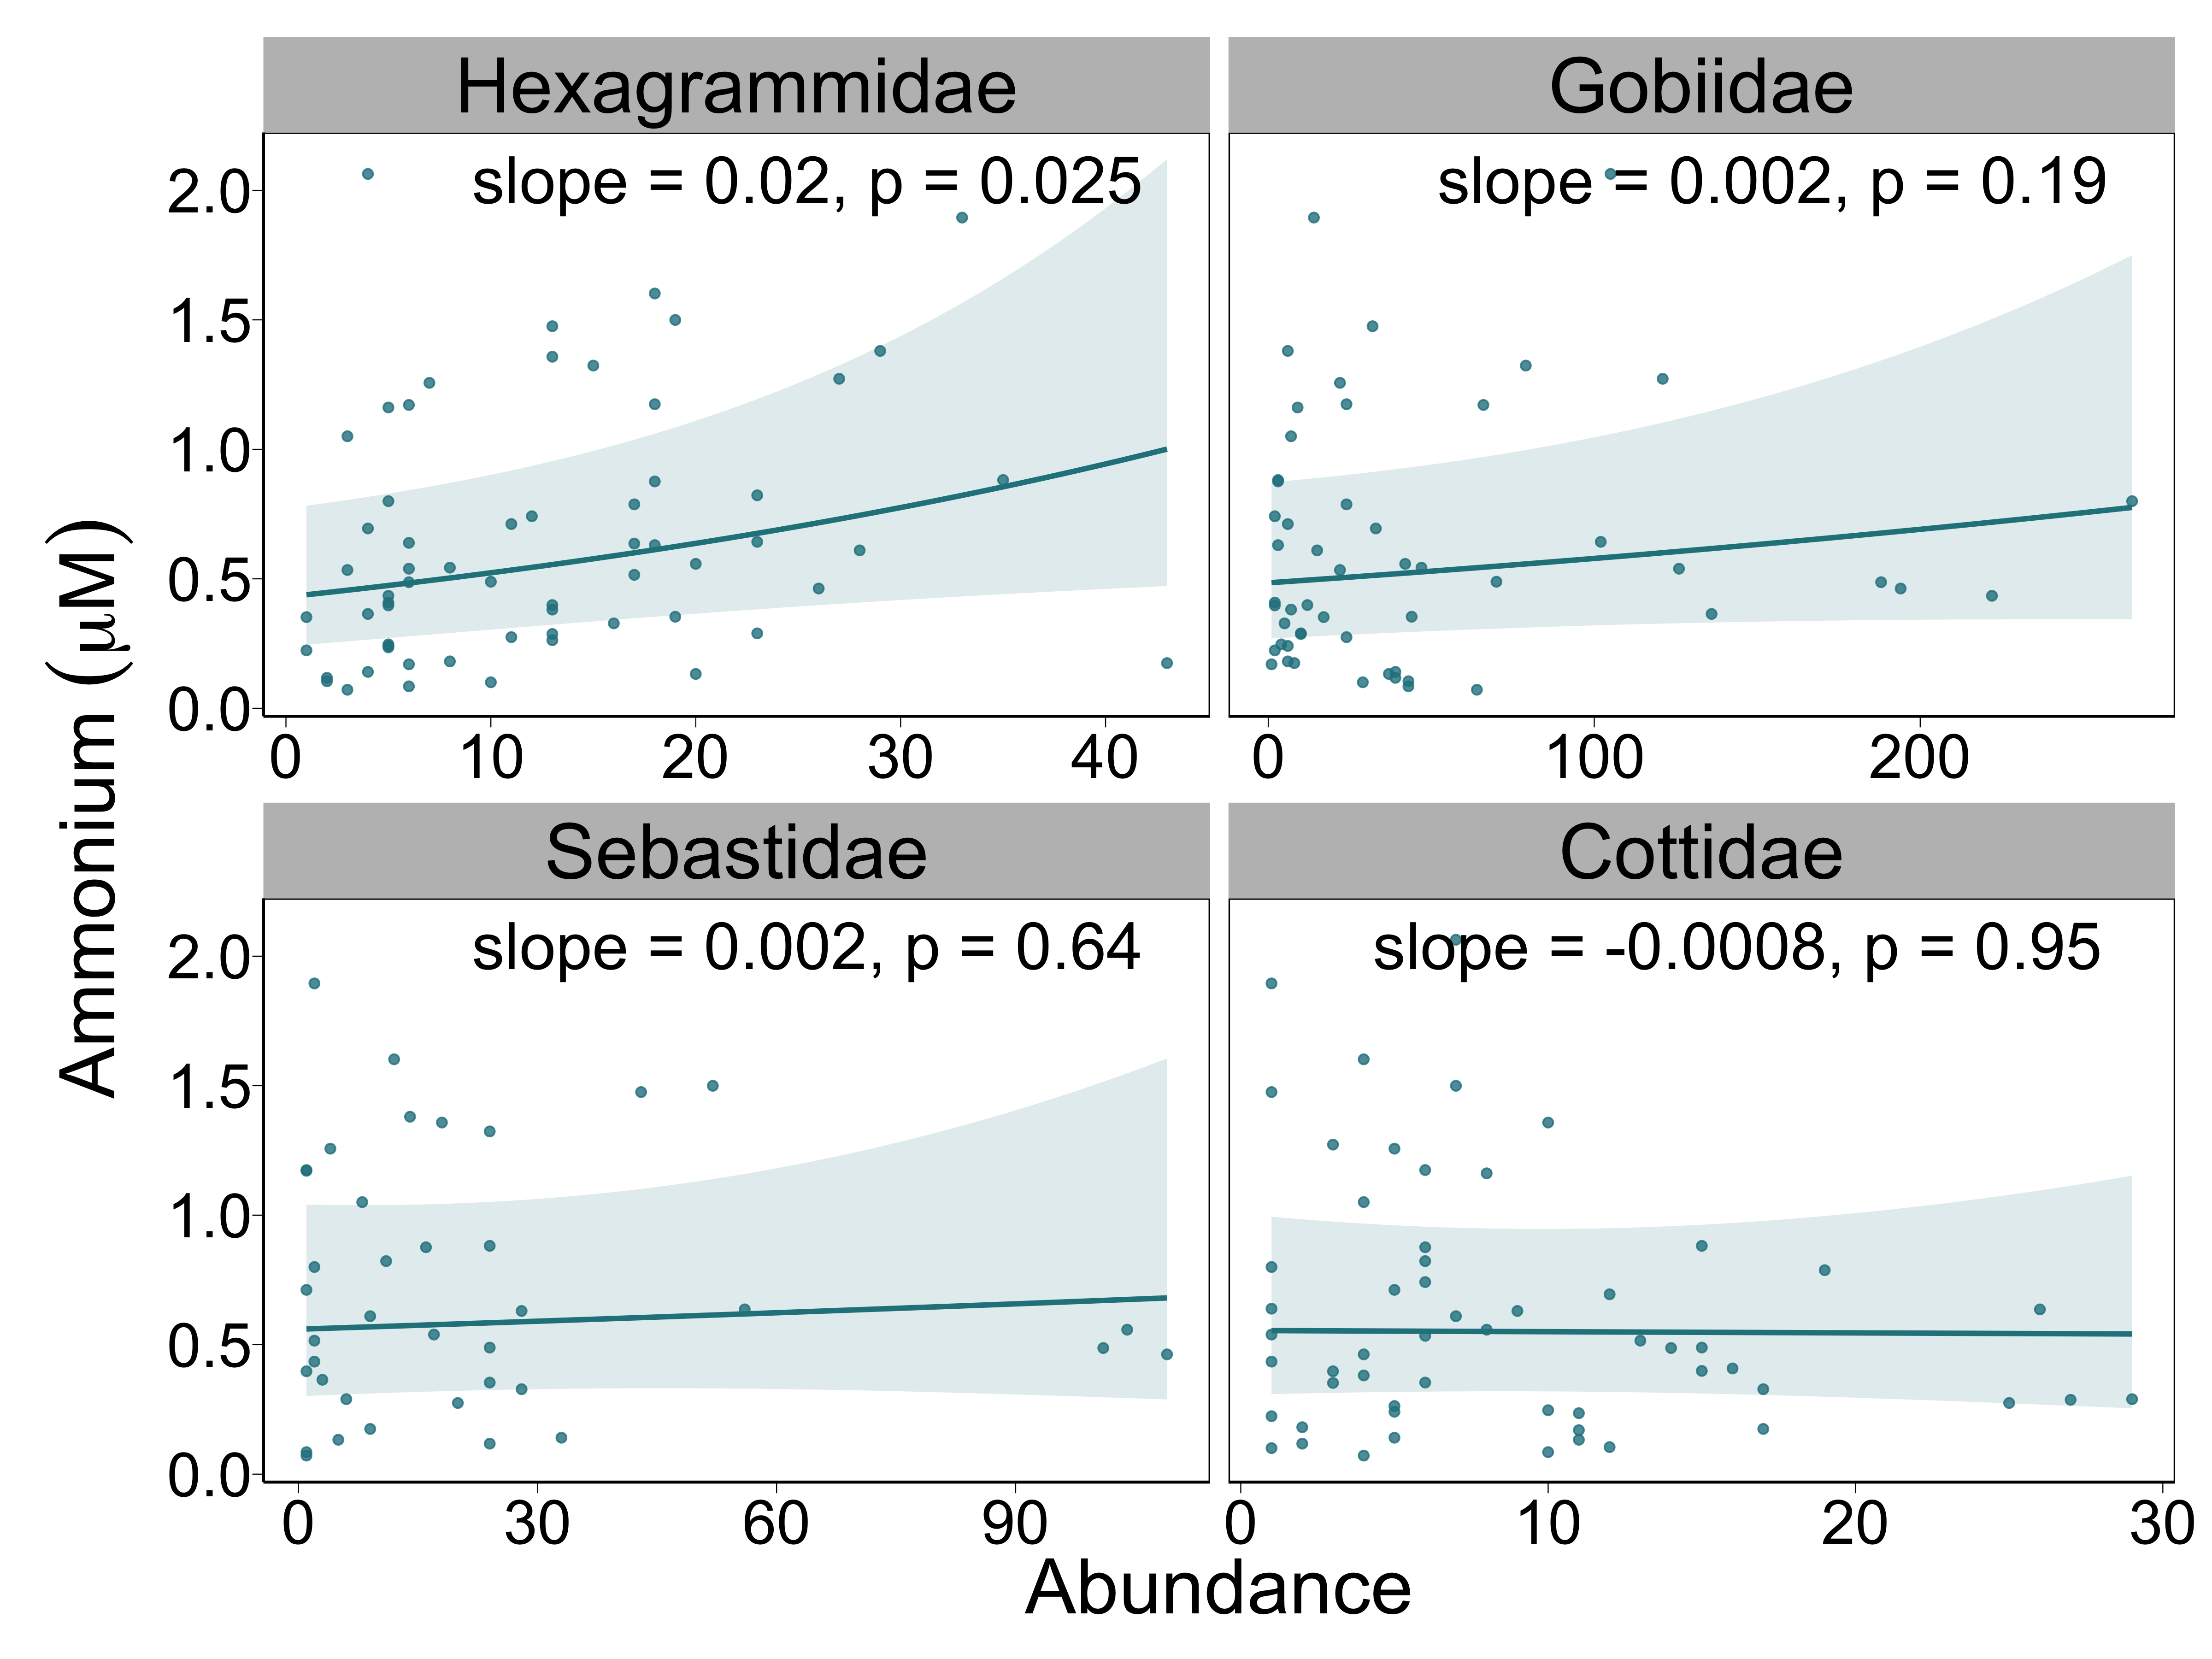 Hexagrammidae
slope = 0.02, p = 0.025
2.0
1.5
1.0
0.5
0.0
0 10 20 30 40
Gobiidae
slope = 0.002, p = 0.19
0 100 200
Sebastidae
slope = 0.002, p = 0.64
2.0
1.5
1.0
0.5
0.0
0 30 60 90
Cottidae
slope = -0.0008, p = 0.95
0 10 20 30
Ammonium (μM)
Abundance